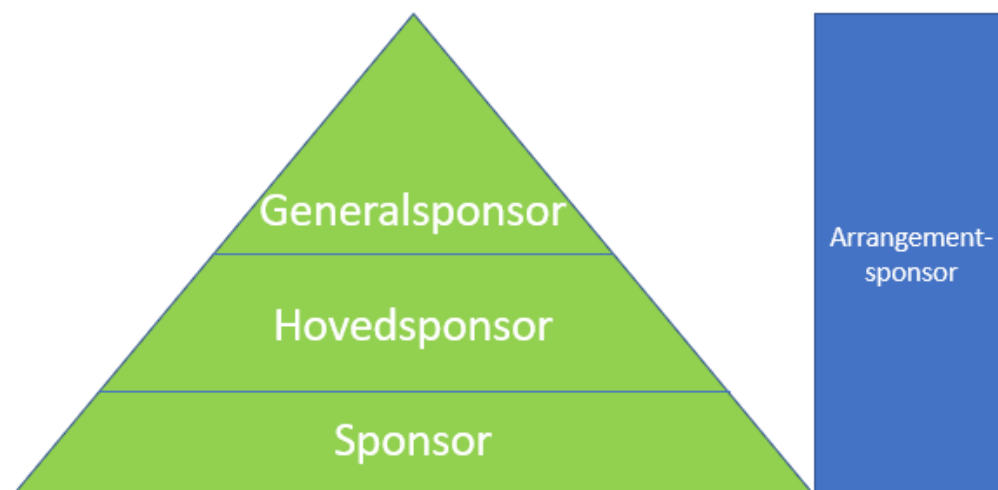 Generalsponsor
Hovedsponsor
Sponsor
Arrangement-
sponsor